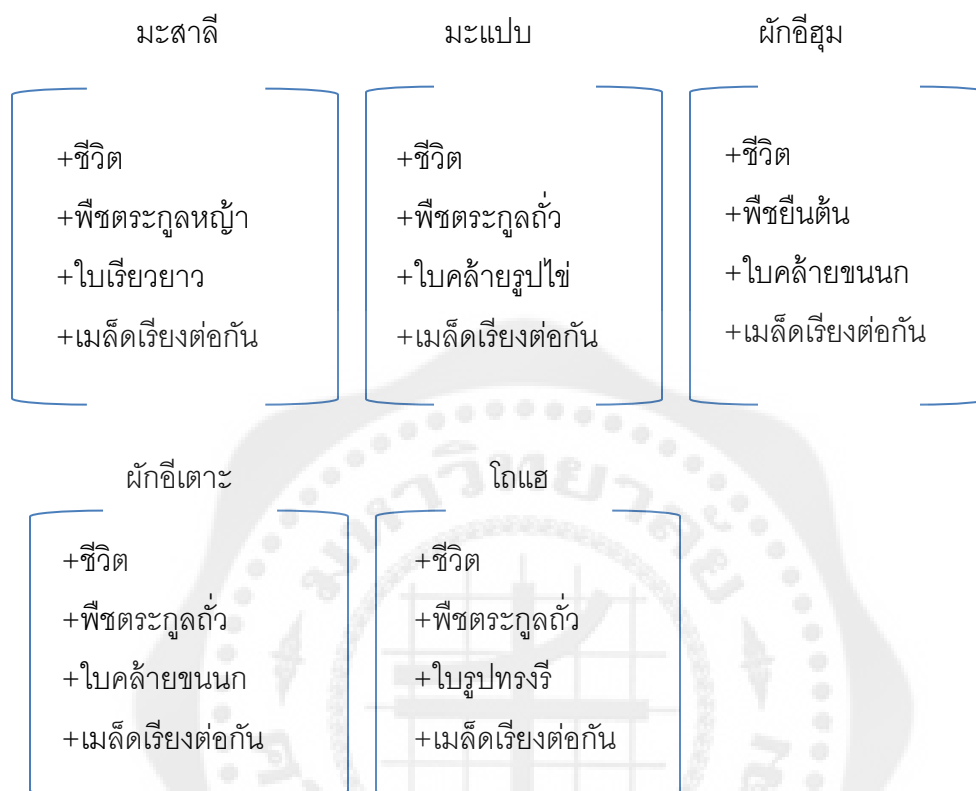 มะสาลี
มะแปบ
ผักอีฮุม
+ชีวิต
+พืชตระกูลหญ้า
+ใบเรียวยาว
+เมล็ดเรียงต่อกัน
+ชีวิต
+พืชตระกูลถั่ว
+ใบคล้ายรูปไข่
+เมล็ดเรียงต่อกัน
+ชีวิต
+พืชยืนต้น
+ใบคล้ายขนนก
+เมล็ดเรียงต่อกัน
ผักอีเตาะ
โถแฮ
+ชีวิต
+พืชตระกูลถั่ว
+ใบคล้ายขนนก
+เมล็ดเรียงต่อกัน
+ชีวิต
+พืชตระกูลถั่ว
+ใบรูปทรงรี
+เมล็ดเรียงต่อกัน